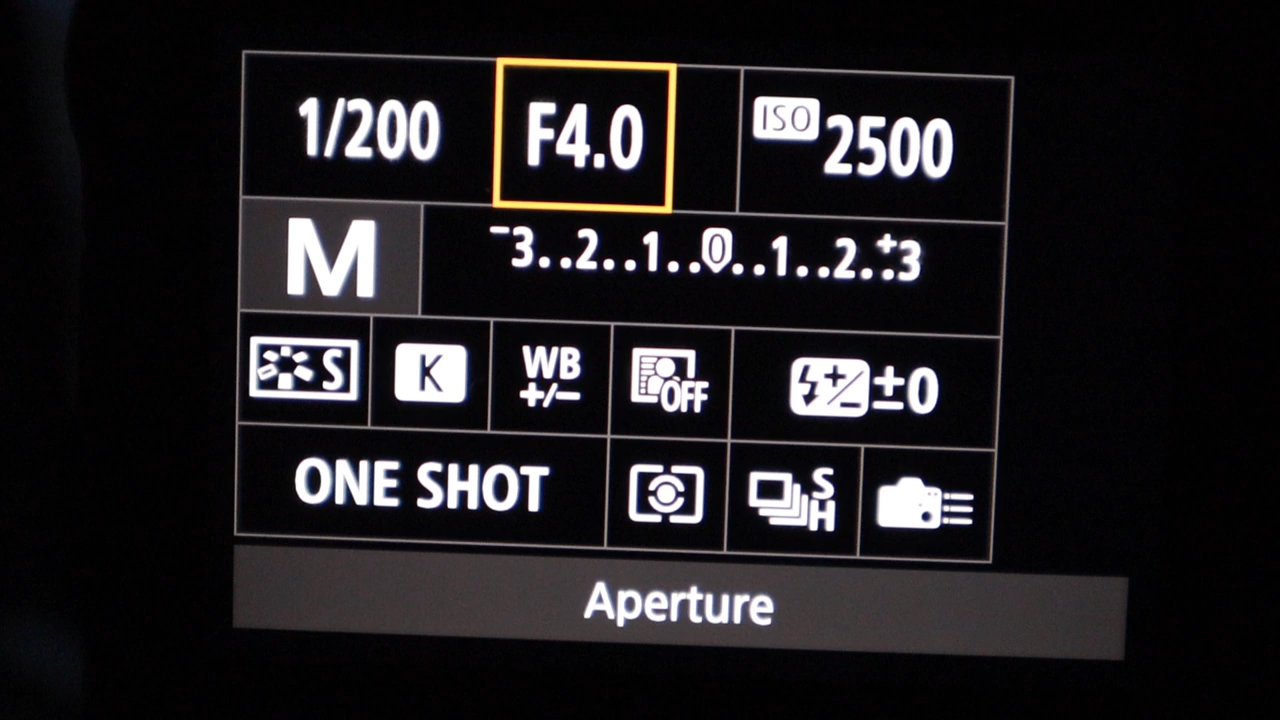 1/200 F4.0 ISO 2500
M -3..2..1..0..1..2..+3
S K WB +/- OFF ±0
ONE SHOT S H
Aperture